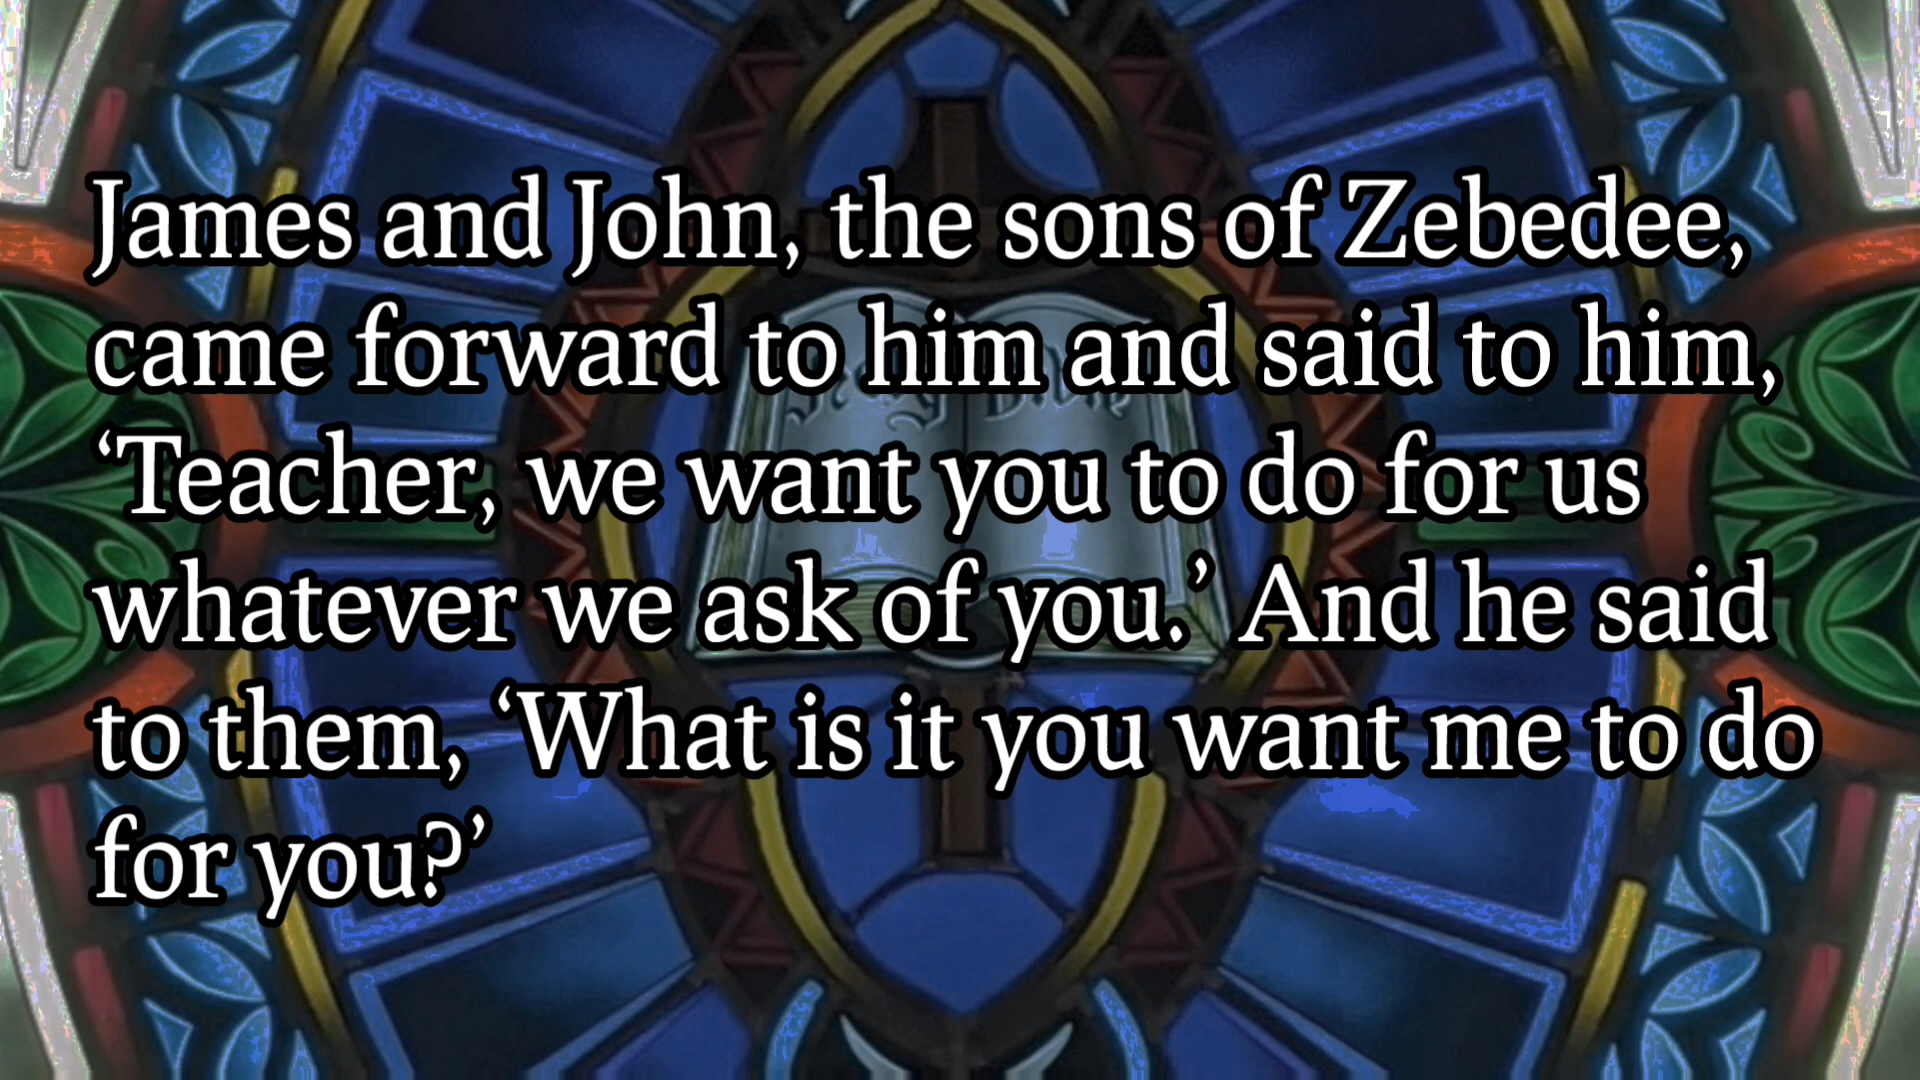 James and John, the sons of Zebedee,
came forward to him and said to him,
‘Teacher, we want you to do for us
whatever we ask of you.’ And he said
to them, ‘What is it you want me to do
for you?’